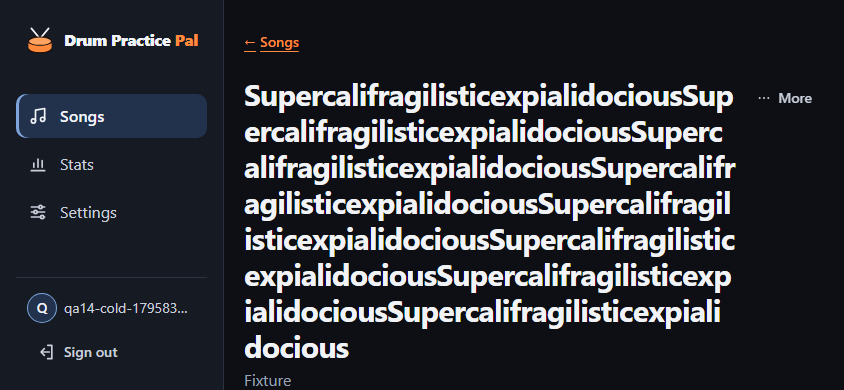 Drum Practice Pal
Songs
Stats
Settings
Q qa14-cold-179583...
Sign out
← Songs
SupercalifragilisticexpialidociousSup
ercalifragilisticexpialidociousSuperc
alifragilisticexpialidociousSupercalifr
agilisticexpialidociousSupercalifragil
isticexpialidociousSupercalifragilistic
expialidociousSupercalifragilisticexp
ialidociousSupercalifragilisticexpiali
docious
··· More
Fixture